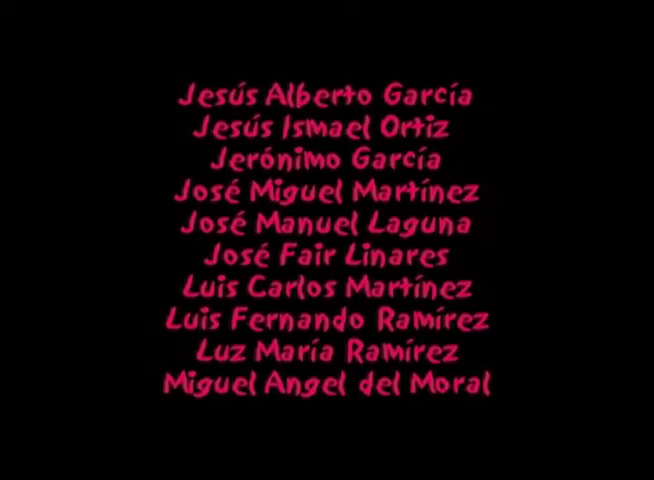 Jesús Alberto García
Jesús Ismael Ortiz
Jerónimo García
José Miguel Martínez
José Manuel Laguna
José Fair Linares
Luis Carlos Martínez
Luis Fernando Ramírez
Luz María Ramírez
Miguel Angel del Moral